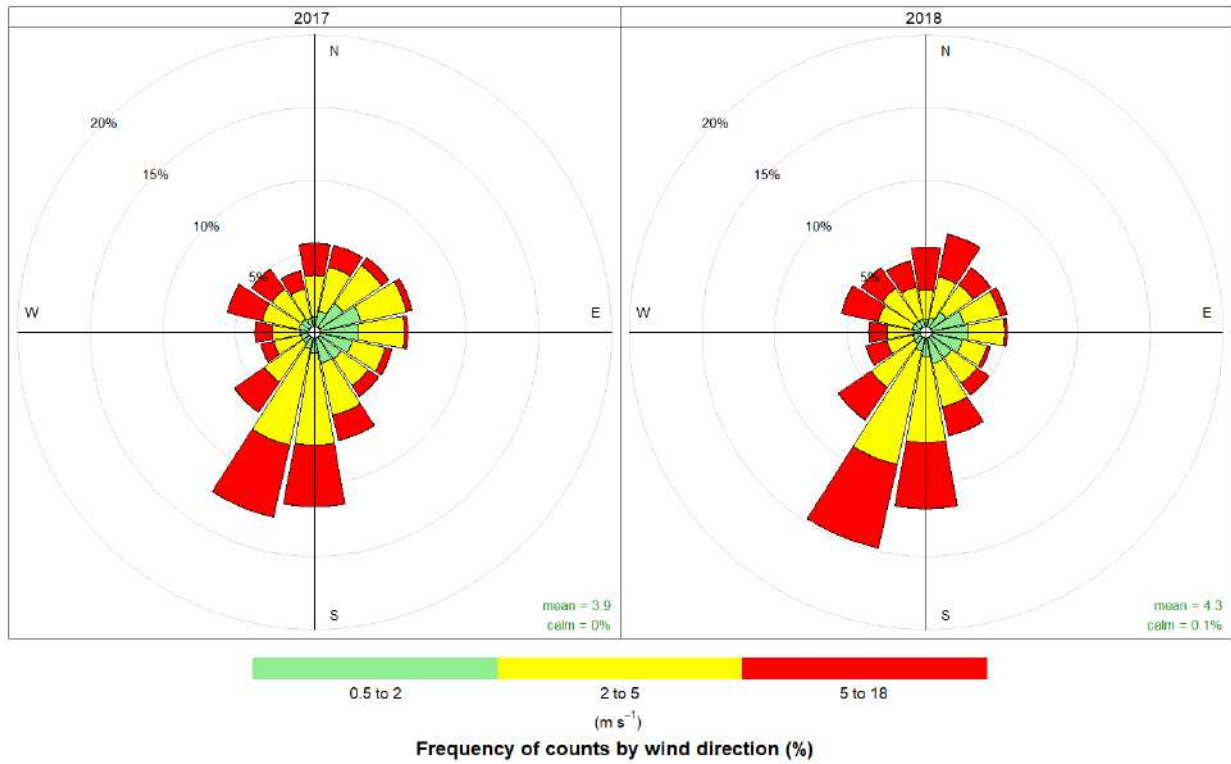 2017
2018
N
N
20%
20%
15%
15%
10%
10%
5%
5%
W
E
W
E
S
S
mean = 3.9
calm = 0%
mean = 4.3
calm = 0.1%
0.5 to 2
2 to 5
5 to 18
(m s⁻¹)
Frequency of counts by wind direction (%)